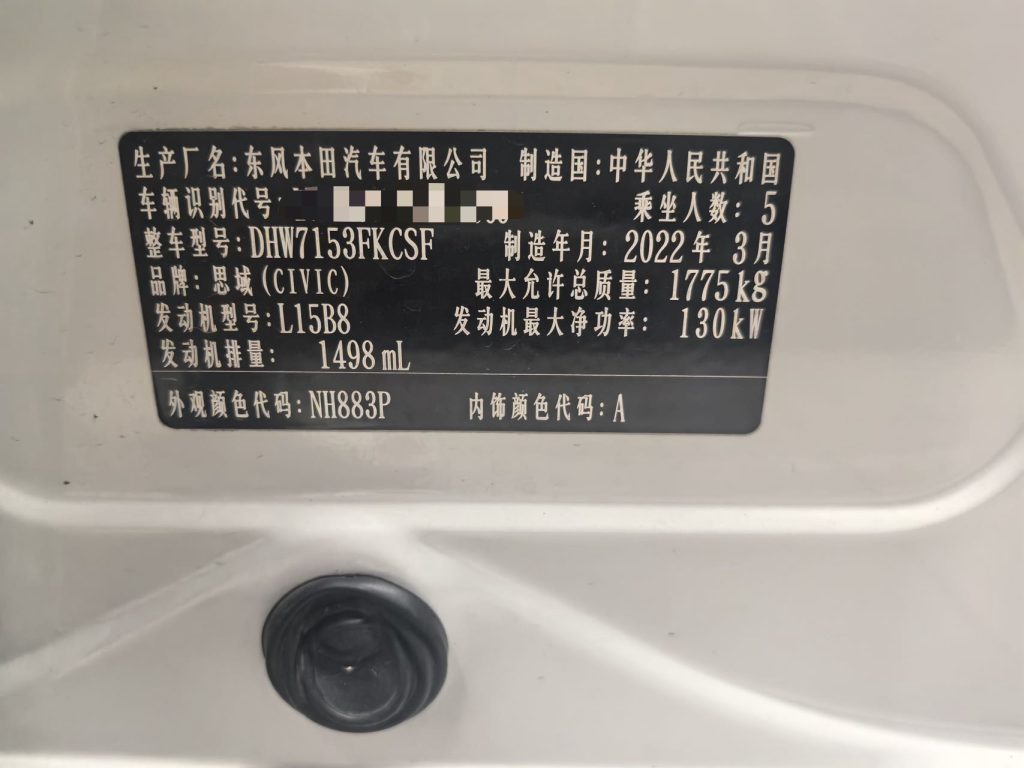 生产厂名:东风本田汽车有限公司 制造国:中华人民共和国
车辆识别代号 乘坐人数: 5
整车型号:DHW7153FKCSF 制造年月: 2022年 3月
品牌: 思域(CIVIC) 最大允许总质量: 1775kg
发动机型号:L15B8 发动机最大净功率: 130kW
发动机排量: 1498mL
外观颜色代码:NH883P 内饰颜色代码:A